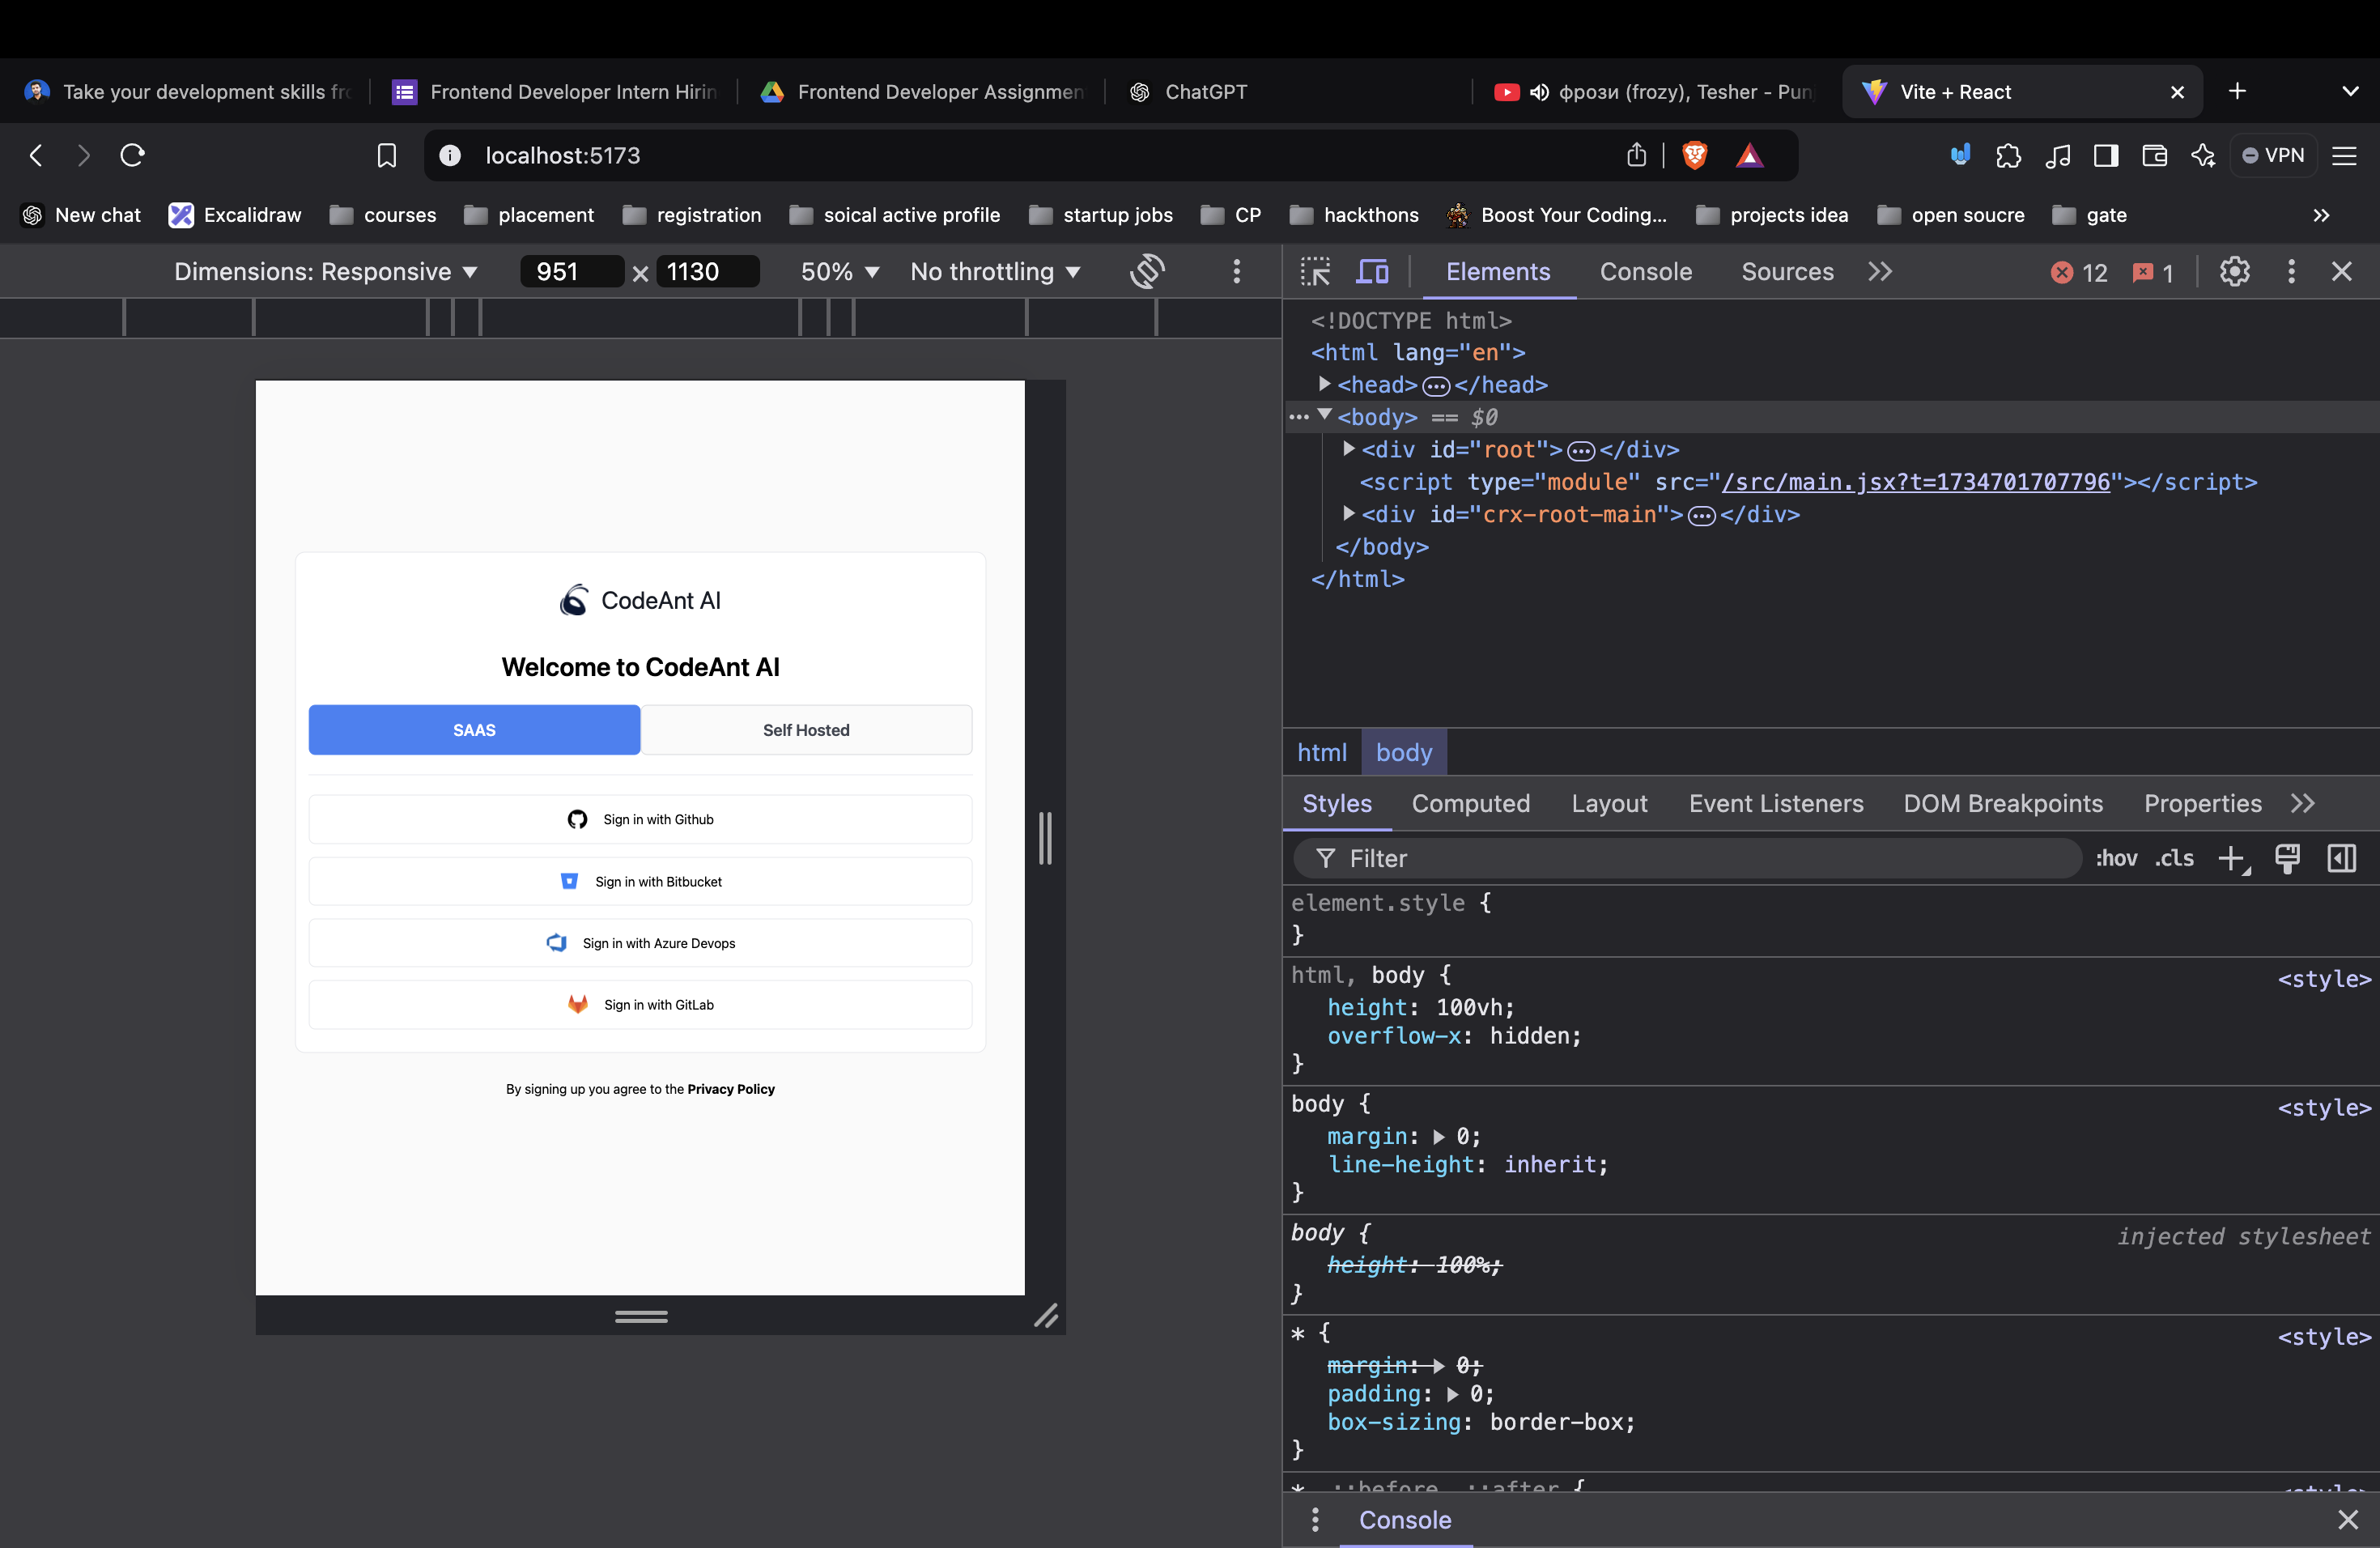 Take your development skills fr
Frontend Developer Intern Hirin
Frontend Developer Assignmen
ChatGPT
фрози (frozy), Tesher - Pun
Vite + React
localhost:5173
VPN
New chat
Excalidraw
courses
placement
registration
soical active profile
startup jobs
CP
hackthons
Boost Your Coding...
projects idea
open soucre
gate
Dimensions: Responsive
951 × 1130
50%
No throttling
Elements
Console
Sources
12
1
CodeAnt AI
Welcome to CodeAnt AI
SAAS
Self Hosted
Sign in with Github
Sign in with Bitbucket
Sign in with Azure Devops
Sign in with GitLab
By signing up you agree to the Privacy Policy
<!DOCTYPE html>
<html lang="en">
<head>…</head>
<body> == $0
<div id="root">…</div>
<script type="module" src="/src/main.jsx?t=1734701707796"></script>
<div id="crx-root-main">…</div>
</body>
</html>
html
body
Styles
Computed
Layout
Event Listeners
DOM Breakpoints
Properties
Filter
:hov
.cls
element.style {
}
html, body {
<style>
height: 100vh;
overflow-x: hidden;
}
body {
<style>
margin: 0;
line-height: inherit;
}
body {
injected stylesheet
height: 100%;
}
* {
<style>
margin: 0;
padding: 0;
box-sizing: border-box;
}
*, ::before, ::after {
<style>
Console